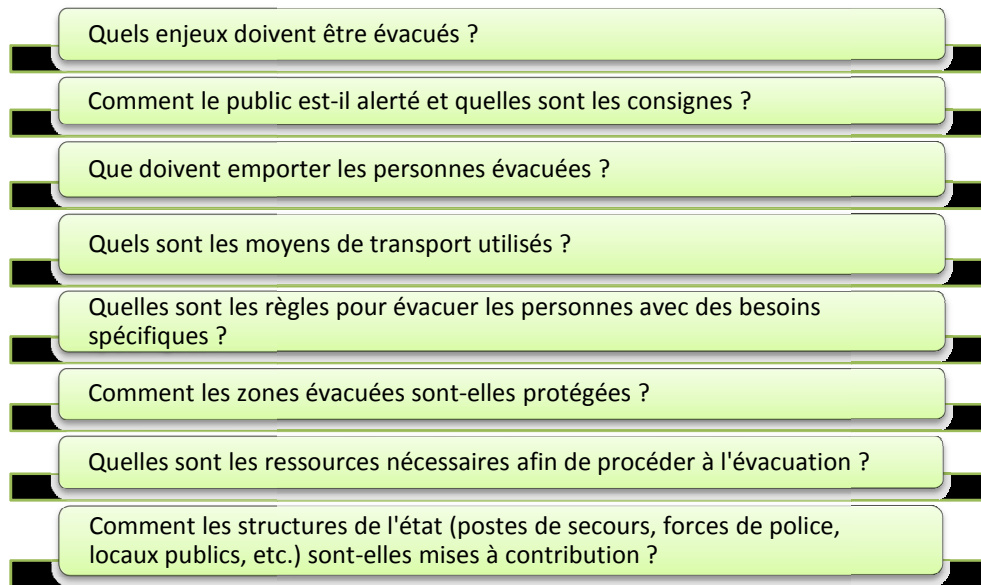 Quels enjeux doivent être évacués ?
Comment le public est-il alerté et quelles sont les consignes ?
Que doivent emporter les personnes évacuées ?
Quels sont les moyens de transport utilisés ?
Quelles sont les règles pour évacuer les personnes avec des besoins
spécifiques ?
Comment les zones évacuées sont-elles protégées ?
Quelles sont les ressources nécessaires afin de procéder à l'évacuation ?
Comment les structures de l'état (postes de secours, forces de police,
locaux publics, etc.) sont-elles mises à contribution ?